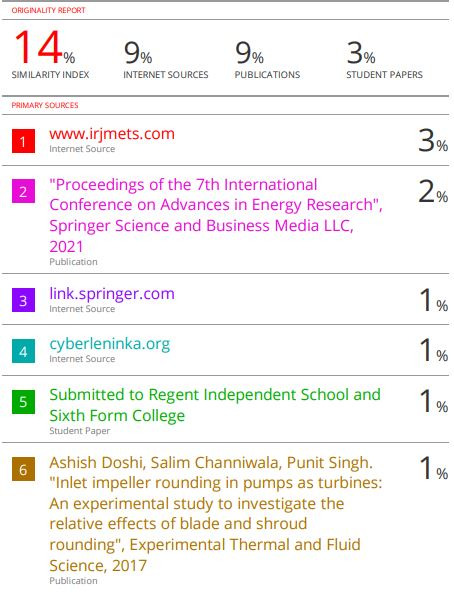 ORIGINALITY REPORT
14% 9% 9% 3%
SIMILARITY INDEX INTERNET SOURCES PUBLICATIONS STUDENT PAPERS
PRIMARY SOURCES
1 www.irjmets.com 3%
Internet Source
2 "Proceedings of the 7th International 2%
Conference on Advances in Energy Research",
Springer Science and Business Media LLC,
2021
Publication
3 link.springer.com 1%
Internet Source
4 cyberleninka.org 1%
Internet Source
5 Submitted to Regent Independent School and 1%
Sixth Form College
Student Paper
6 Ashish Doshi, Salim Channiwala, Punit Singh. 1%
"Inlet impeller rounding in pumps as turbines:
An experimental study to investigate the
relative effects of blade and shroud
rounding", Experimental Thermal and Fluid
Science, 2017
Publication